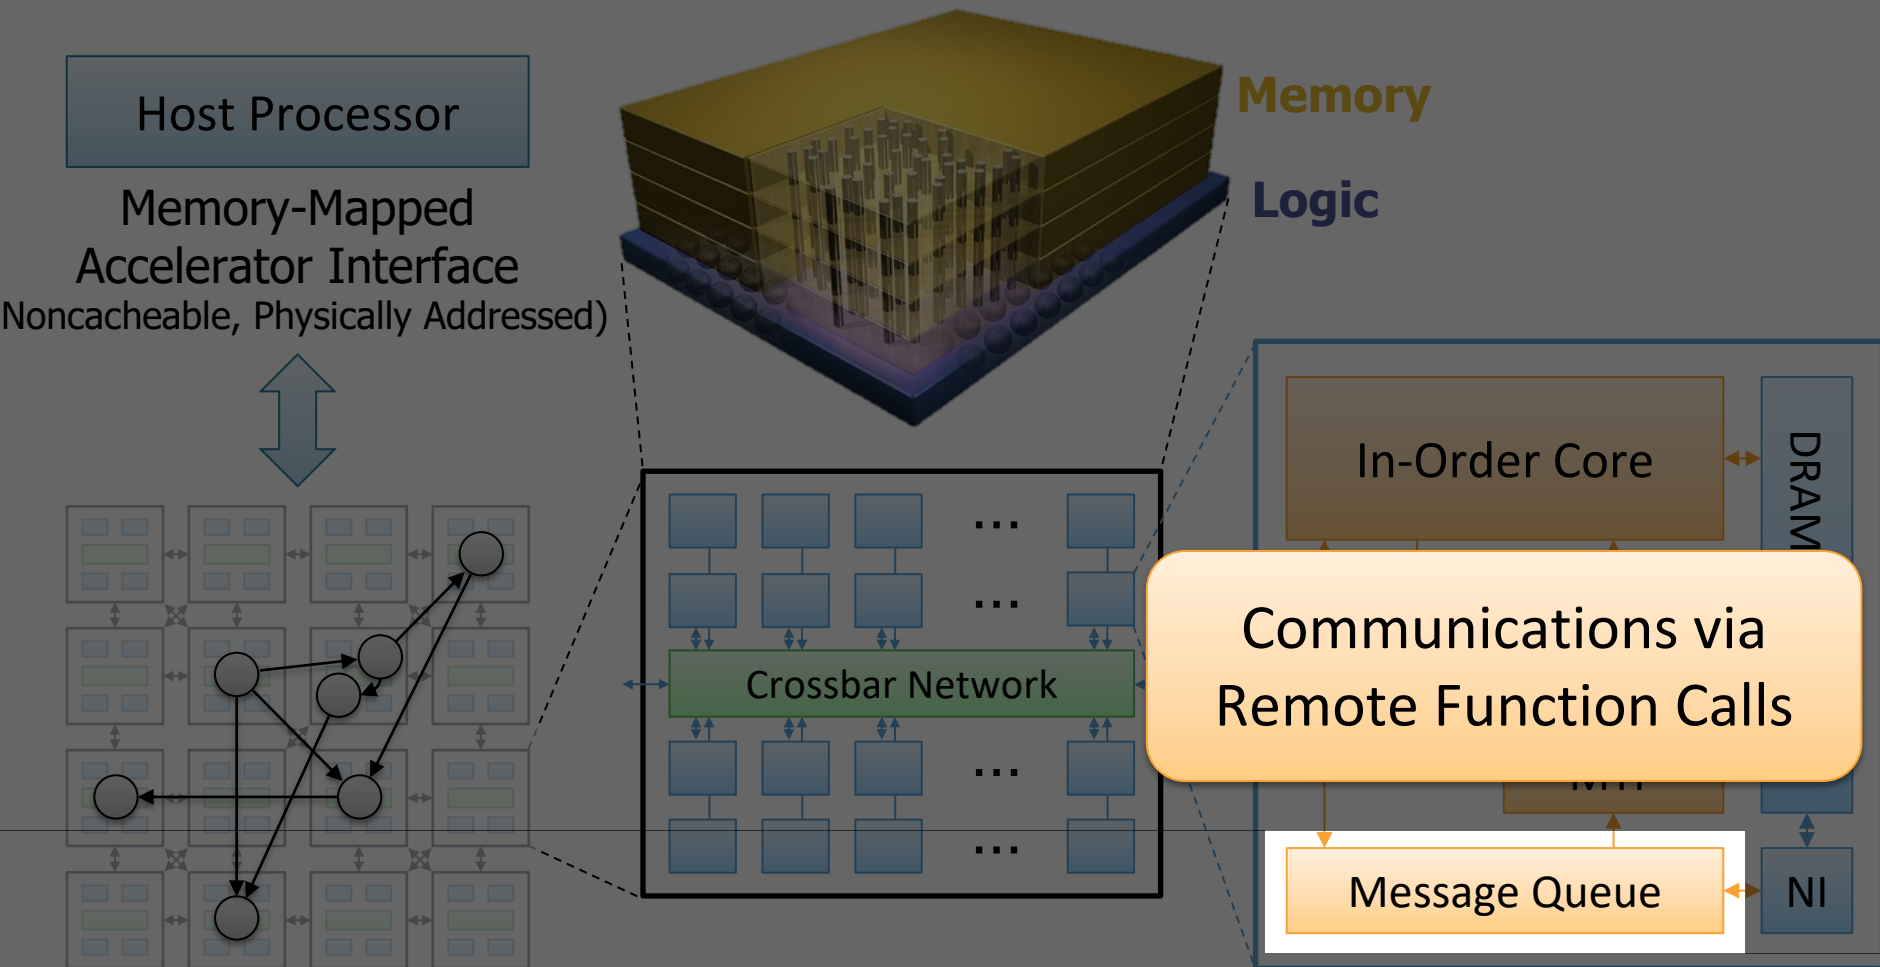 Host Processor
Memory-Mapped
Accelerator Interface
Noncacheable, Physically Addressed)
Memory
Logic
...
...
Crossbar Network
...
...
In-Order Core
DRAM
Communications via
Remote Function Calls
Message Queue
NI